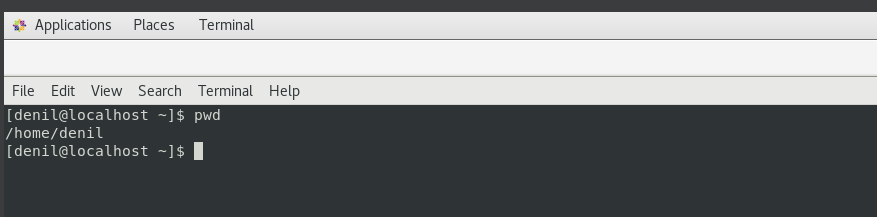 Applications Places Terminal
File Edit View Search Terminal Help
[denil@localhost ~]$ pwd
/home/denil
[denil@localhost ~]$